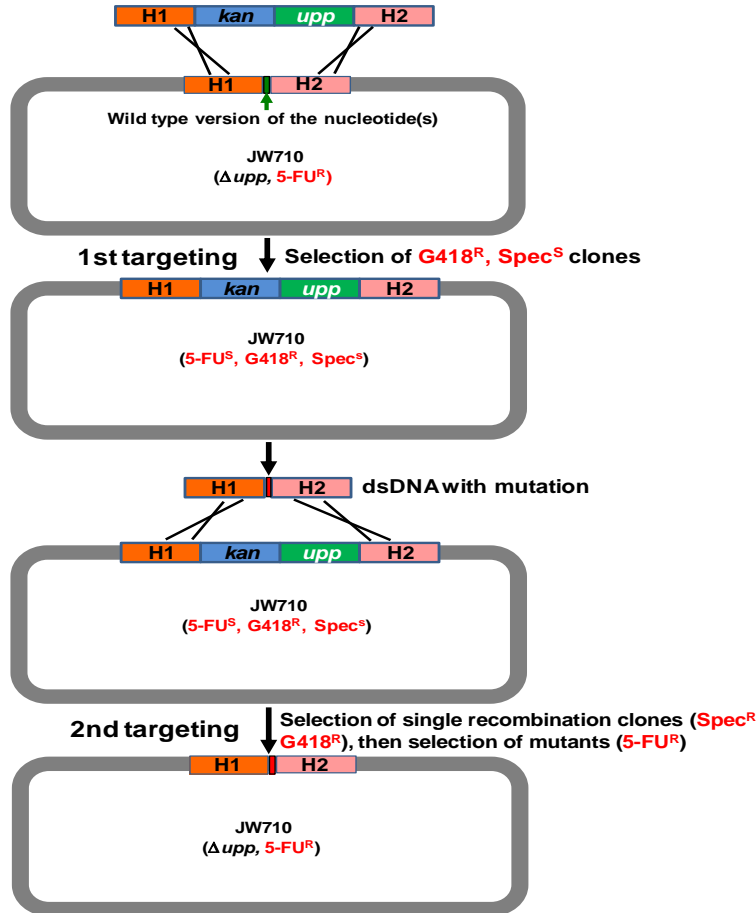 H1 kan upp H2
H1 H2
Wild type version of the nucleotide(s)
JW710
(Δupp, 5-FUᴿ)
1st targeting
Selection of G418ᴿ, Specˢ clones
H1 kan upp H2
JW710
(5-FUˢ, G418ᴿ, Specˢ)
H1 H2
dsDNA with mutation
H1 kan upp H2
JW710
(5-FUˢ, G418ᴿ, Specˢ)
2nd targeting
Selection of single recombination clones (Specᴿ
G418ᴿ), then selection of mutants (5-FUᴿ)
H1 H2
JW710
(Δupp, 5-FUᴿ)